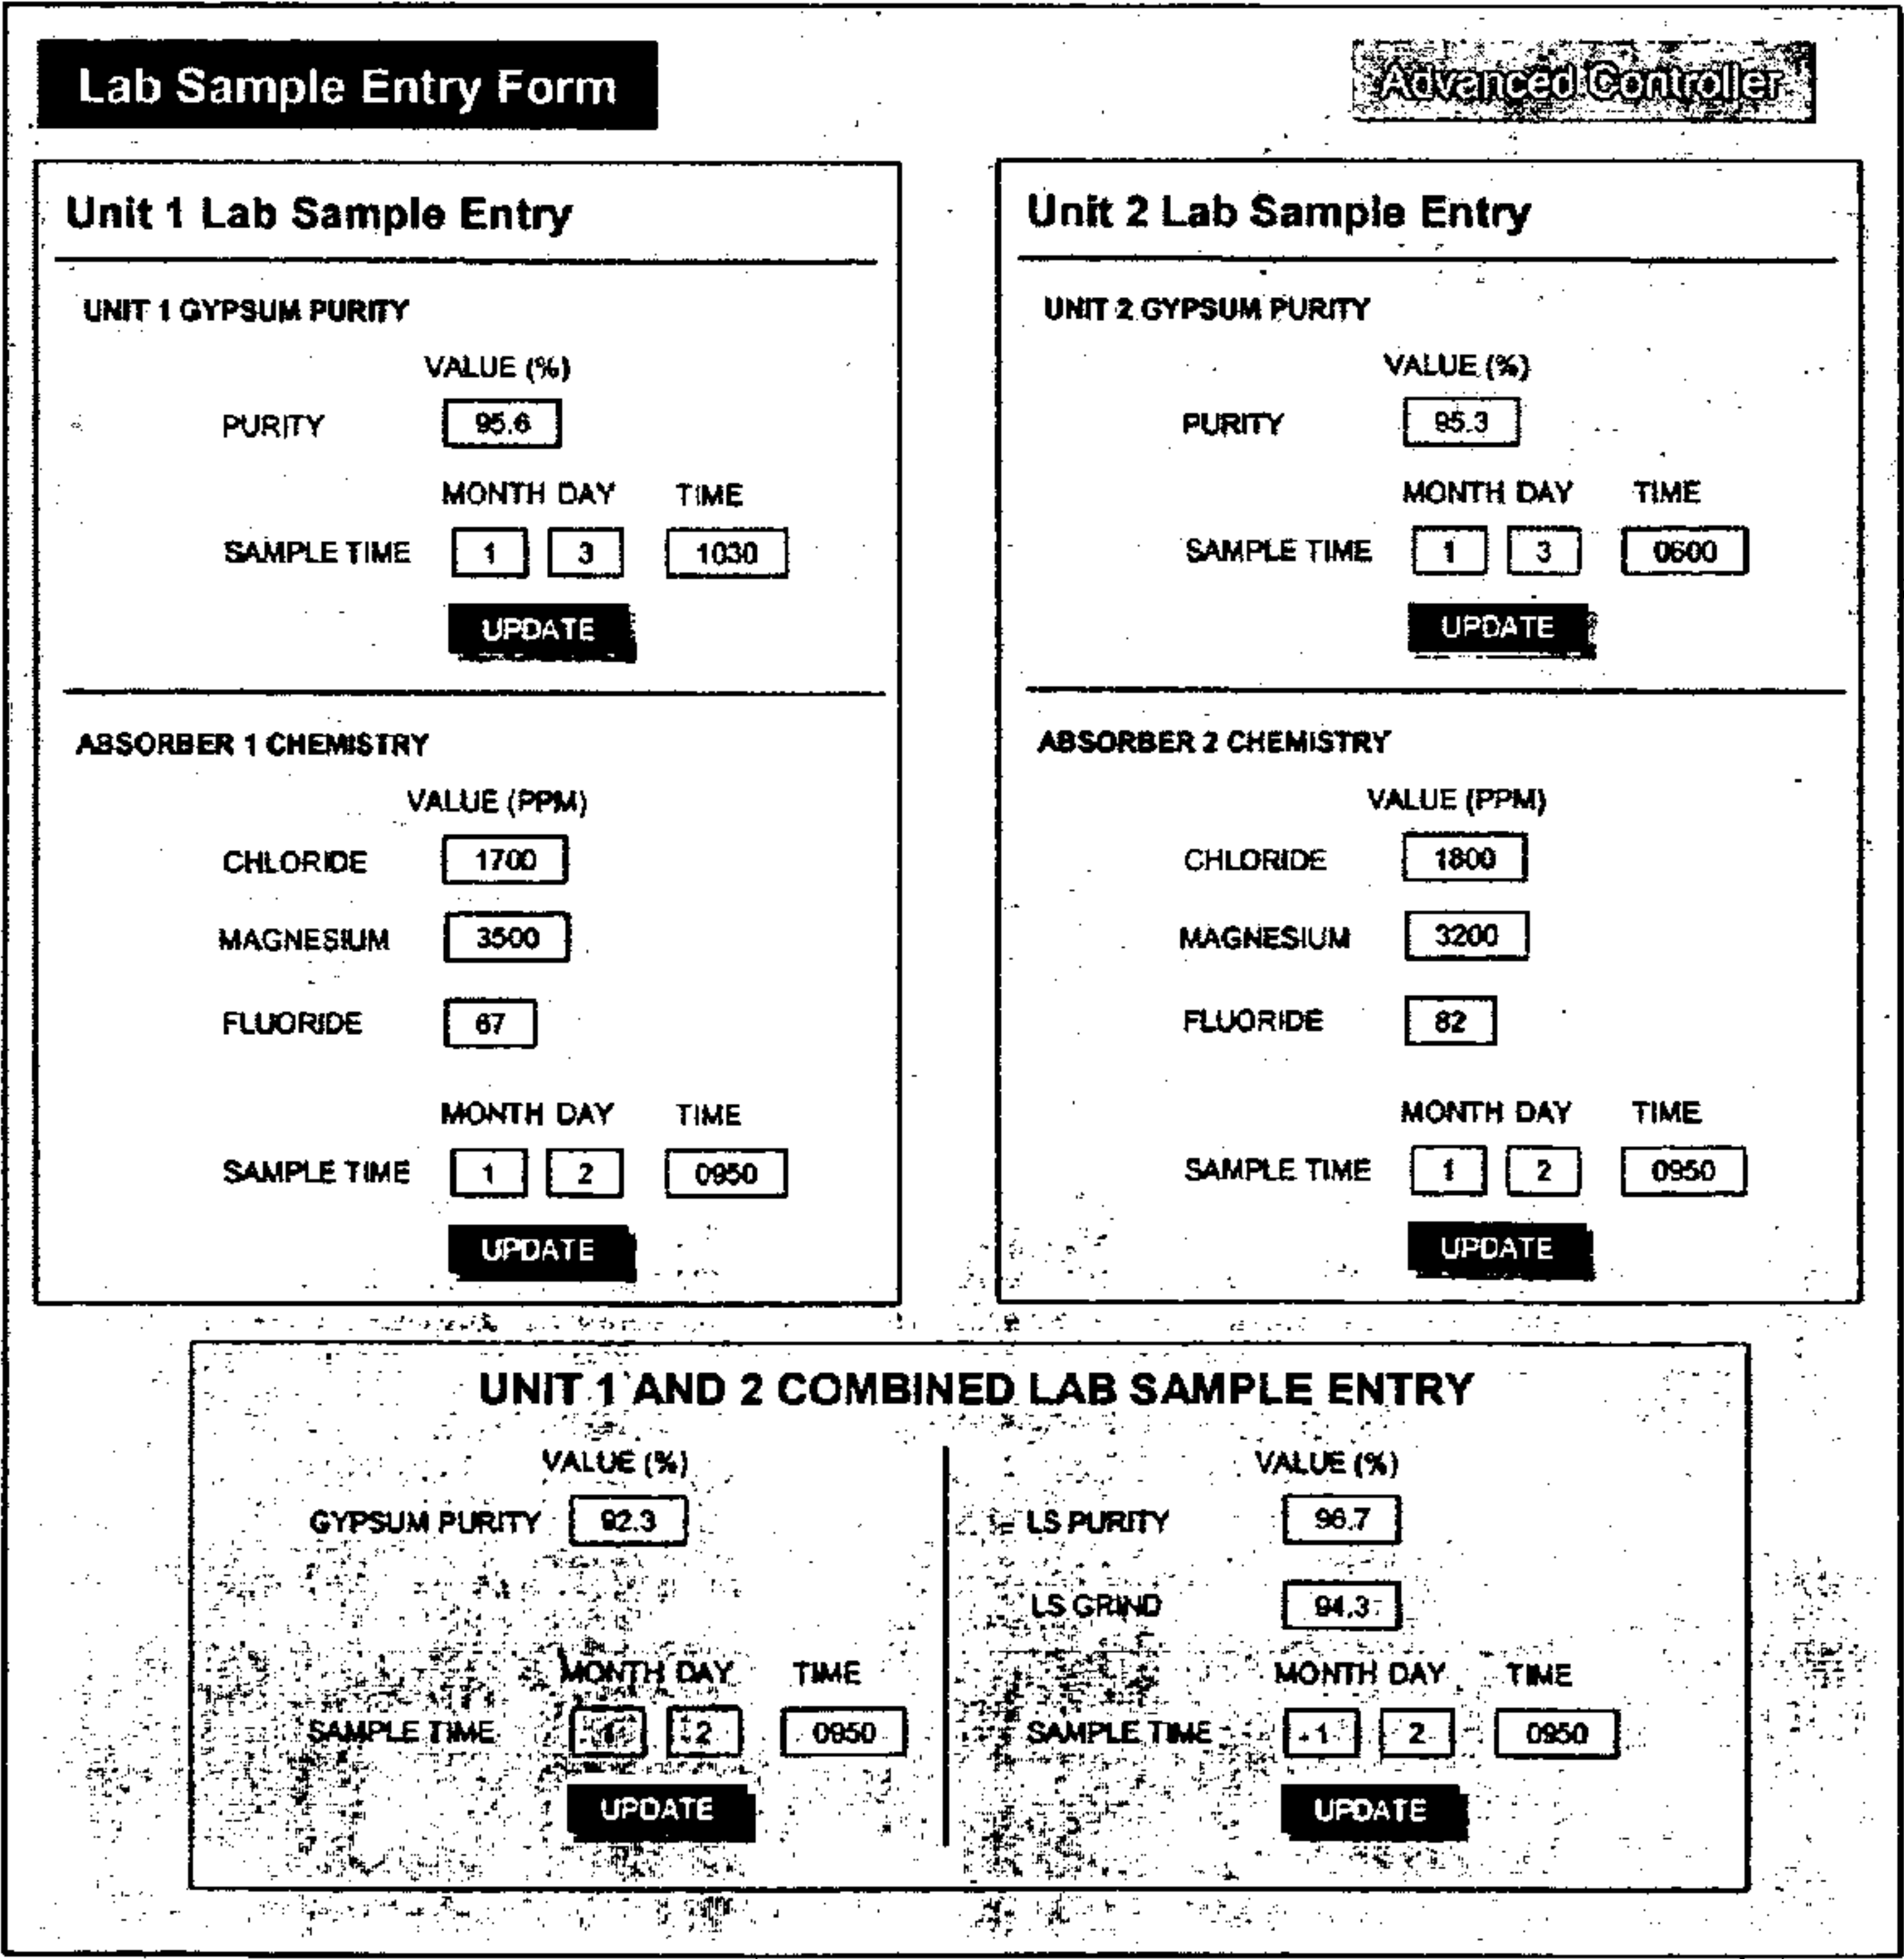 Lab Sample Entry Form
Advanced Controller
Unit 1 Lab Sample Entry
UNIT 1 GYPSUM PURITY
VALUE (%)
PURITY 95.6
MONTH DAY TIME
SAMPLE TIME 1 3 1030
UPDATE
ABSORBER 1 CHEMISTRY
VALUE (PPM)
CHLORIDE 1700
MAGNESIUM 3500
FLUORIDE 67
MONTH DAY TIME
SAMPLE TIME 1 2 0950
UPDATE
Unit 2 Lab Sample Entry
UNIT 2 GYPSUM PURITY
VALUE (%)
PURITY 95.3
MONTH DAY TIME
SAMPLE TIME 1 3 0600
UPDATE
ABSORBER 2 CHEMISTRY
VALUE (PPM)
CHLORIDE 1800
MAGNESIUM 3200
FLUORIDE 82
MONTH DAY TIME
SAMPLE TIME 1 2 0950
UPDATE
UNIT 1 AND 2 COMBINED LAB SAMPLE ENTRY
VALUE (%)
GYPSUM PURITY 92.3
MONTH DAY TIME
SAMPLE TIME 1 2 0950
UPDATE
VALUE (%)
LS PURITY 96.7
LS GRIND 94.3
MONTH DAY TIME
SAMPLE TIME 1 2 0950
UPDATE